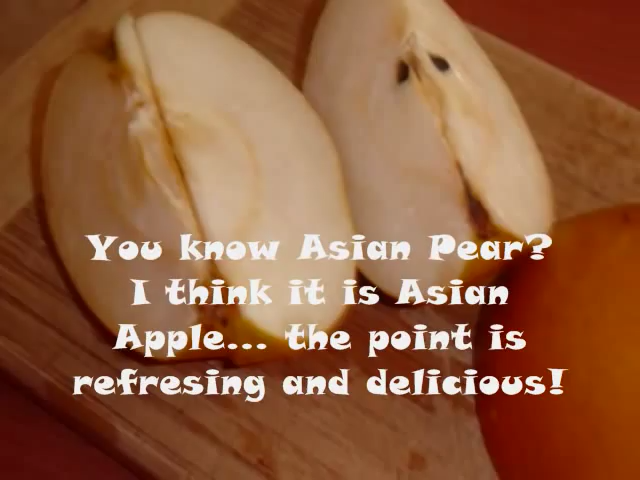 You know Asian Pear?
I think it is Asian
Apple... the point is
refresing and delicious!